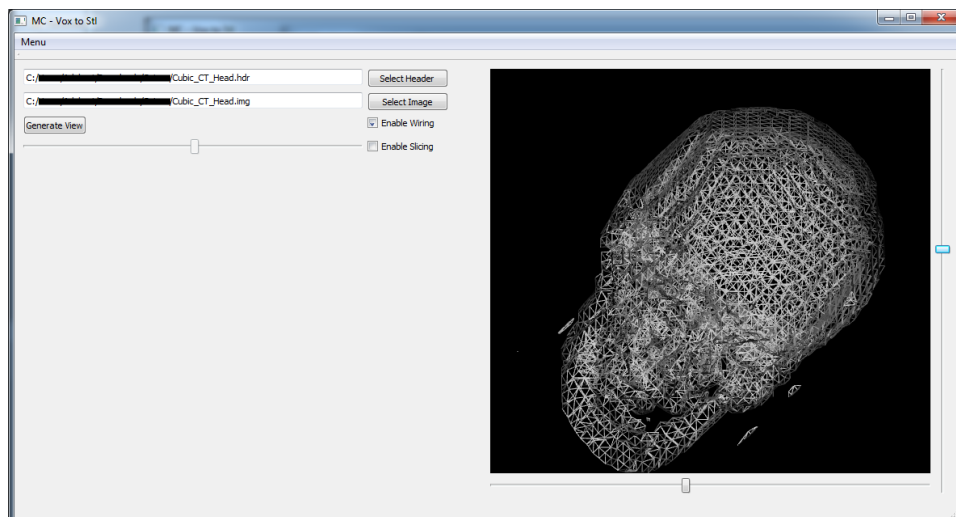 MC - Vox to Stl
Menu
C:/ /Cubic_CT_Head.hdr
Select Header
C:/ /Cubic_CT_Head.img
Select Image
Generate View
Enable Wiring
Enable Slicing